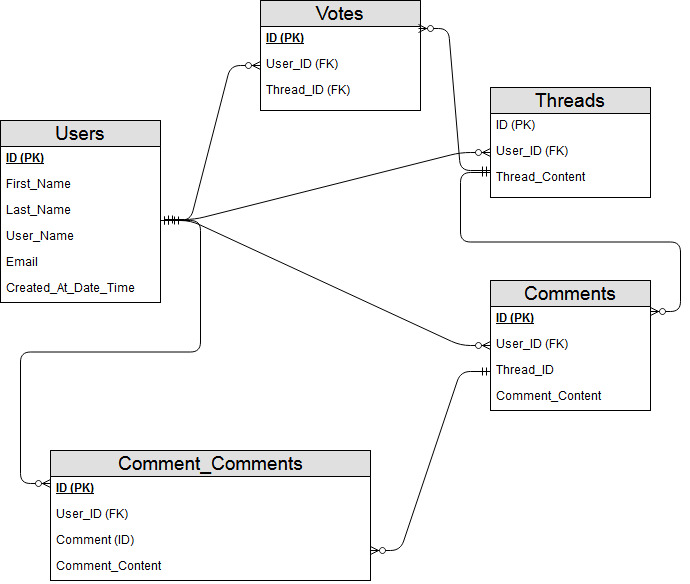 Votes
ID (PK)
User_ID (FK)
Thread_ID (FK)
Threads
ID (PK)
User_ID (FK)
Thread_Content
Users
ID (PK)
First_Name
Last_Name
User_Name
Email
Created_At_Date_Time
Comments
ID (PK)
User_ID (FK)
Thread_ID
Comment_Content
Comment_Comments
ID (PK)
User_ID (FK)
Comment (ID)
Comment_Content